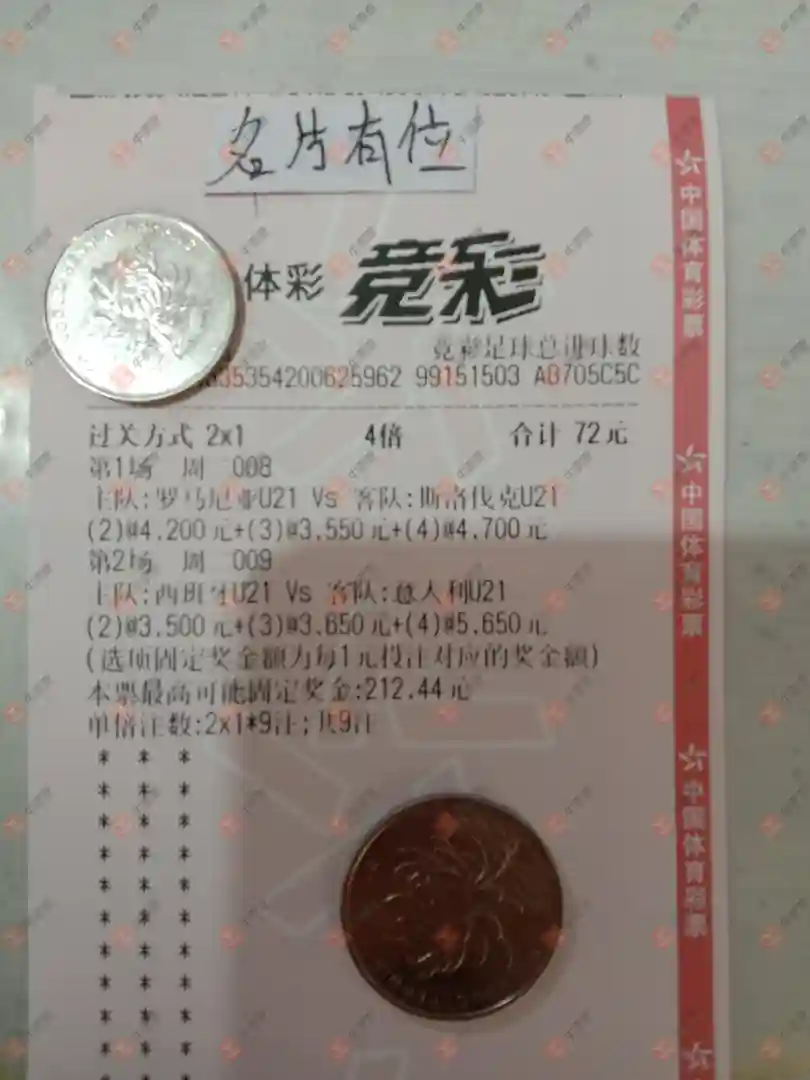 名片有位
体彩 竞彩
竞彩足球总进球数
35354200625962 99151503 AB705C5C
过关方式 2x1 4倍 合计 72元
第1场 周二008
主队:罗马尼亚U21 Vs 客队:斯洛伐克U21
(2)@4.200元+(3)@3.550元+(4)@4.700元
第2场 周二009
主队:西班牙U21 Vs 客队:意大利U21
(2)@3.500元+(3)@3.650元+(4)@5.650元
(选项固定奖金额为每1元投注对应的奖金额)
本票最高可能固定奖金:212.44元
单倍注数:2x1*9注;共9注
* * *
* * *
* * *
* * *
* * *
* * *
* * *
* * *
* * *
* * *
中国体育彩票
中国体育彩票
中国体育彩票